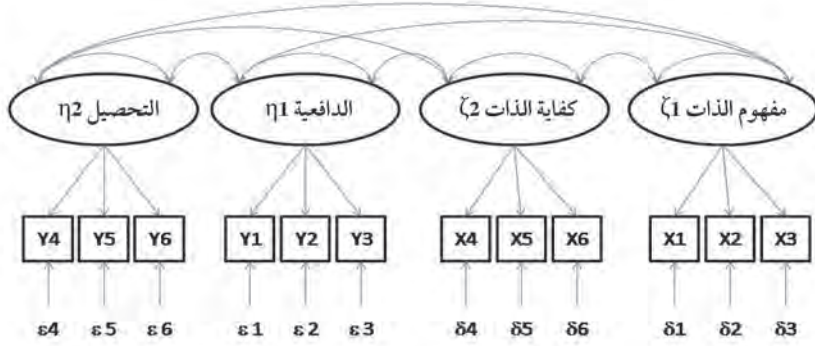 التحصيل η2 الدافعية η1 كفاية الذات ζ2 مفهوم الذات ζ1
Y4 Y5 Y6 Y1 Y2 Y3 X4 X5 X6 X1 X2 X3
ε4 ε5 ε6 ε1 ε2 ε3 δ4 δ5 δ6 δ1 δ2 δ3